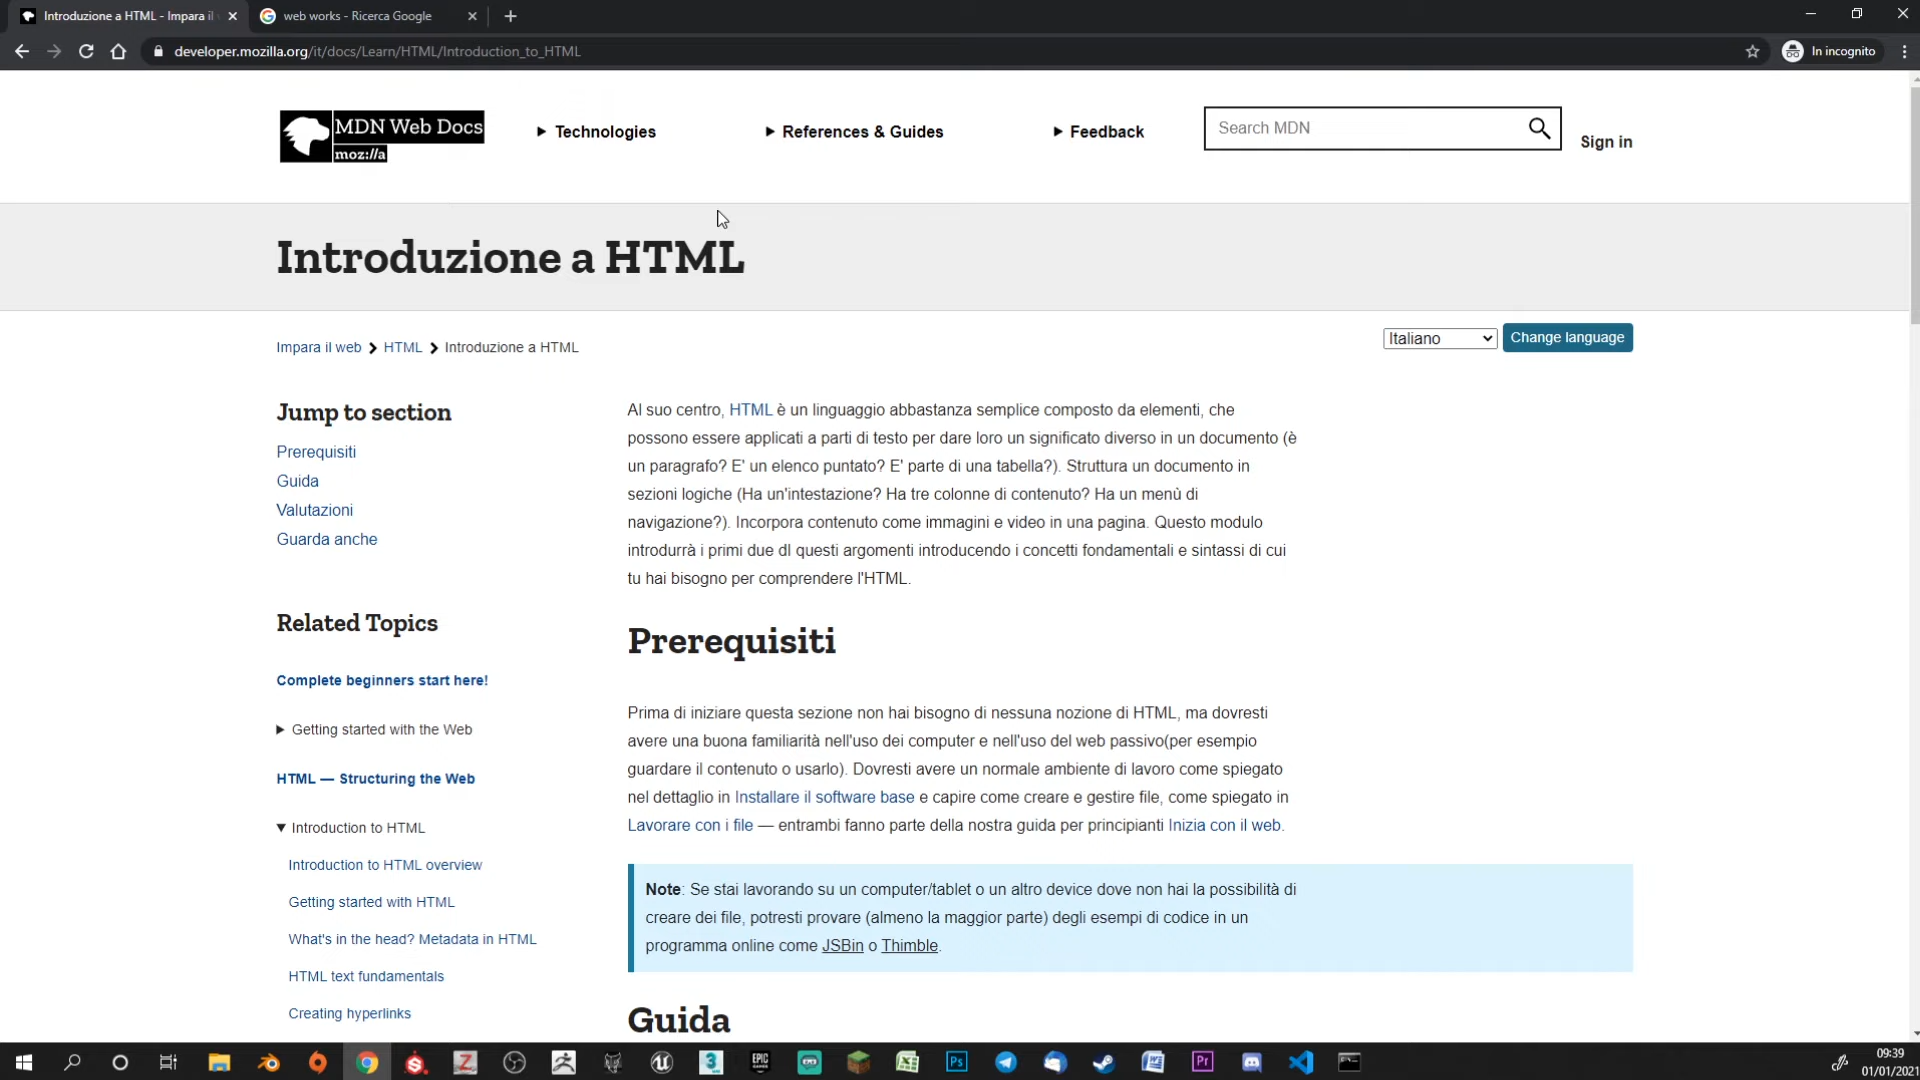 Introduzione a HTML - Impara il
web works - Ricerca Google
developer.mozilla.org/it/docs/Learn/HTML/Introduction_to_HTML
In incognito
MDN Web Docs
moz://a
Technologies
References & Guides
Feedback
Search MDN
Sign in
Introduzione a HTML
Impara il web HTML Introduzione a HTML
Italiano
Change language
Jump to section
Prerequisiti
Guida
Valutazioni
Guarda anche
Related Topics
Complete beginners start here!
Getting started with the Web
HTML — Structuring the Web
Introduction to HTML
Introduction to HTML overview
Getting started with HTML
What's in the head? Metadata in HTML
HTML text fundamentals
Creating hyperlinks
Al suo centro, HTML è un linguaggio abbastanza semplice composto da elementi, che
possono essere applicati a parti di testo per dare loro un significato diverso in un documento (è
un paragrafo? E' un elenco puntato? E' parte di una tabella?). Struttura un documento in
sezioni logiche (Ha un'intestazione? Ha tre colonne di contenuto? Ha un menù di
navigazione?). Incorpora contenuto come immagini e video in una pagina. Questo modulo
introdurrà i primi due dI questi argomenti introducendo i concetti fondamentali e sintassi di cui
tu hai bisogno per comprendere l'HTML.
Prerequisiti
Prima di iniziare questa sezione non hai bisogno di nessuna nozione di HTML, ma dovresti
avere una buona familiarità nell'uso dei computer e nell'uso del web passivo(per esempio
guardare il contenuto o usarlo). Dovresti avere un normale ambiente di lavoro come spiegato
nel dettaglio in Installare il software base e capire come creare e gestire file, come spiegato in
Lavorare con i file — entrambi fanno parte della nostra guida per principianti Inizia con il web.
Note: Se stai lavorando su un computer/tablet o un altro device dove non hai la possibilità di
creare dei file, potresti provare (almeno la maggior parte) degli esempi di codice in un
programma online come JSBin o Thimble.
Guida
EPIC
Ps
Pr
09:39
01/01/2021